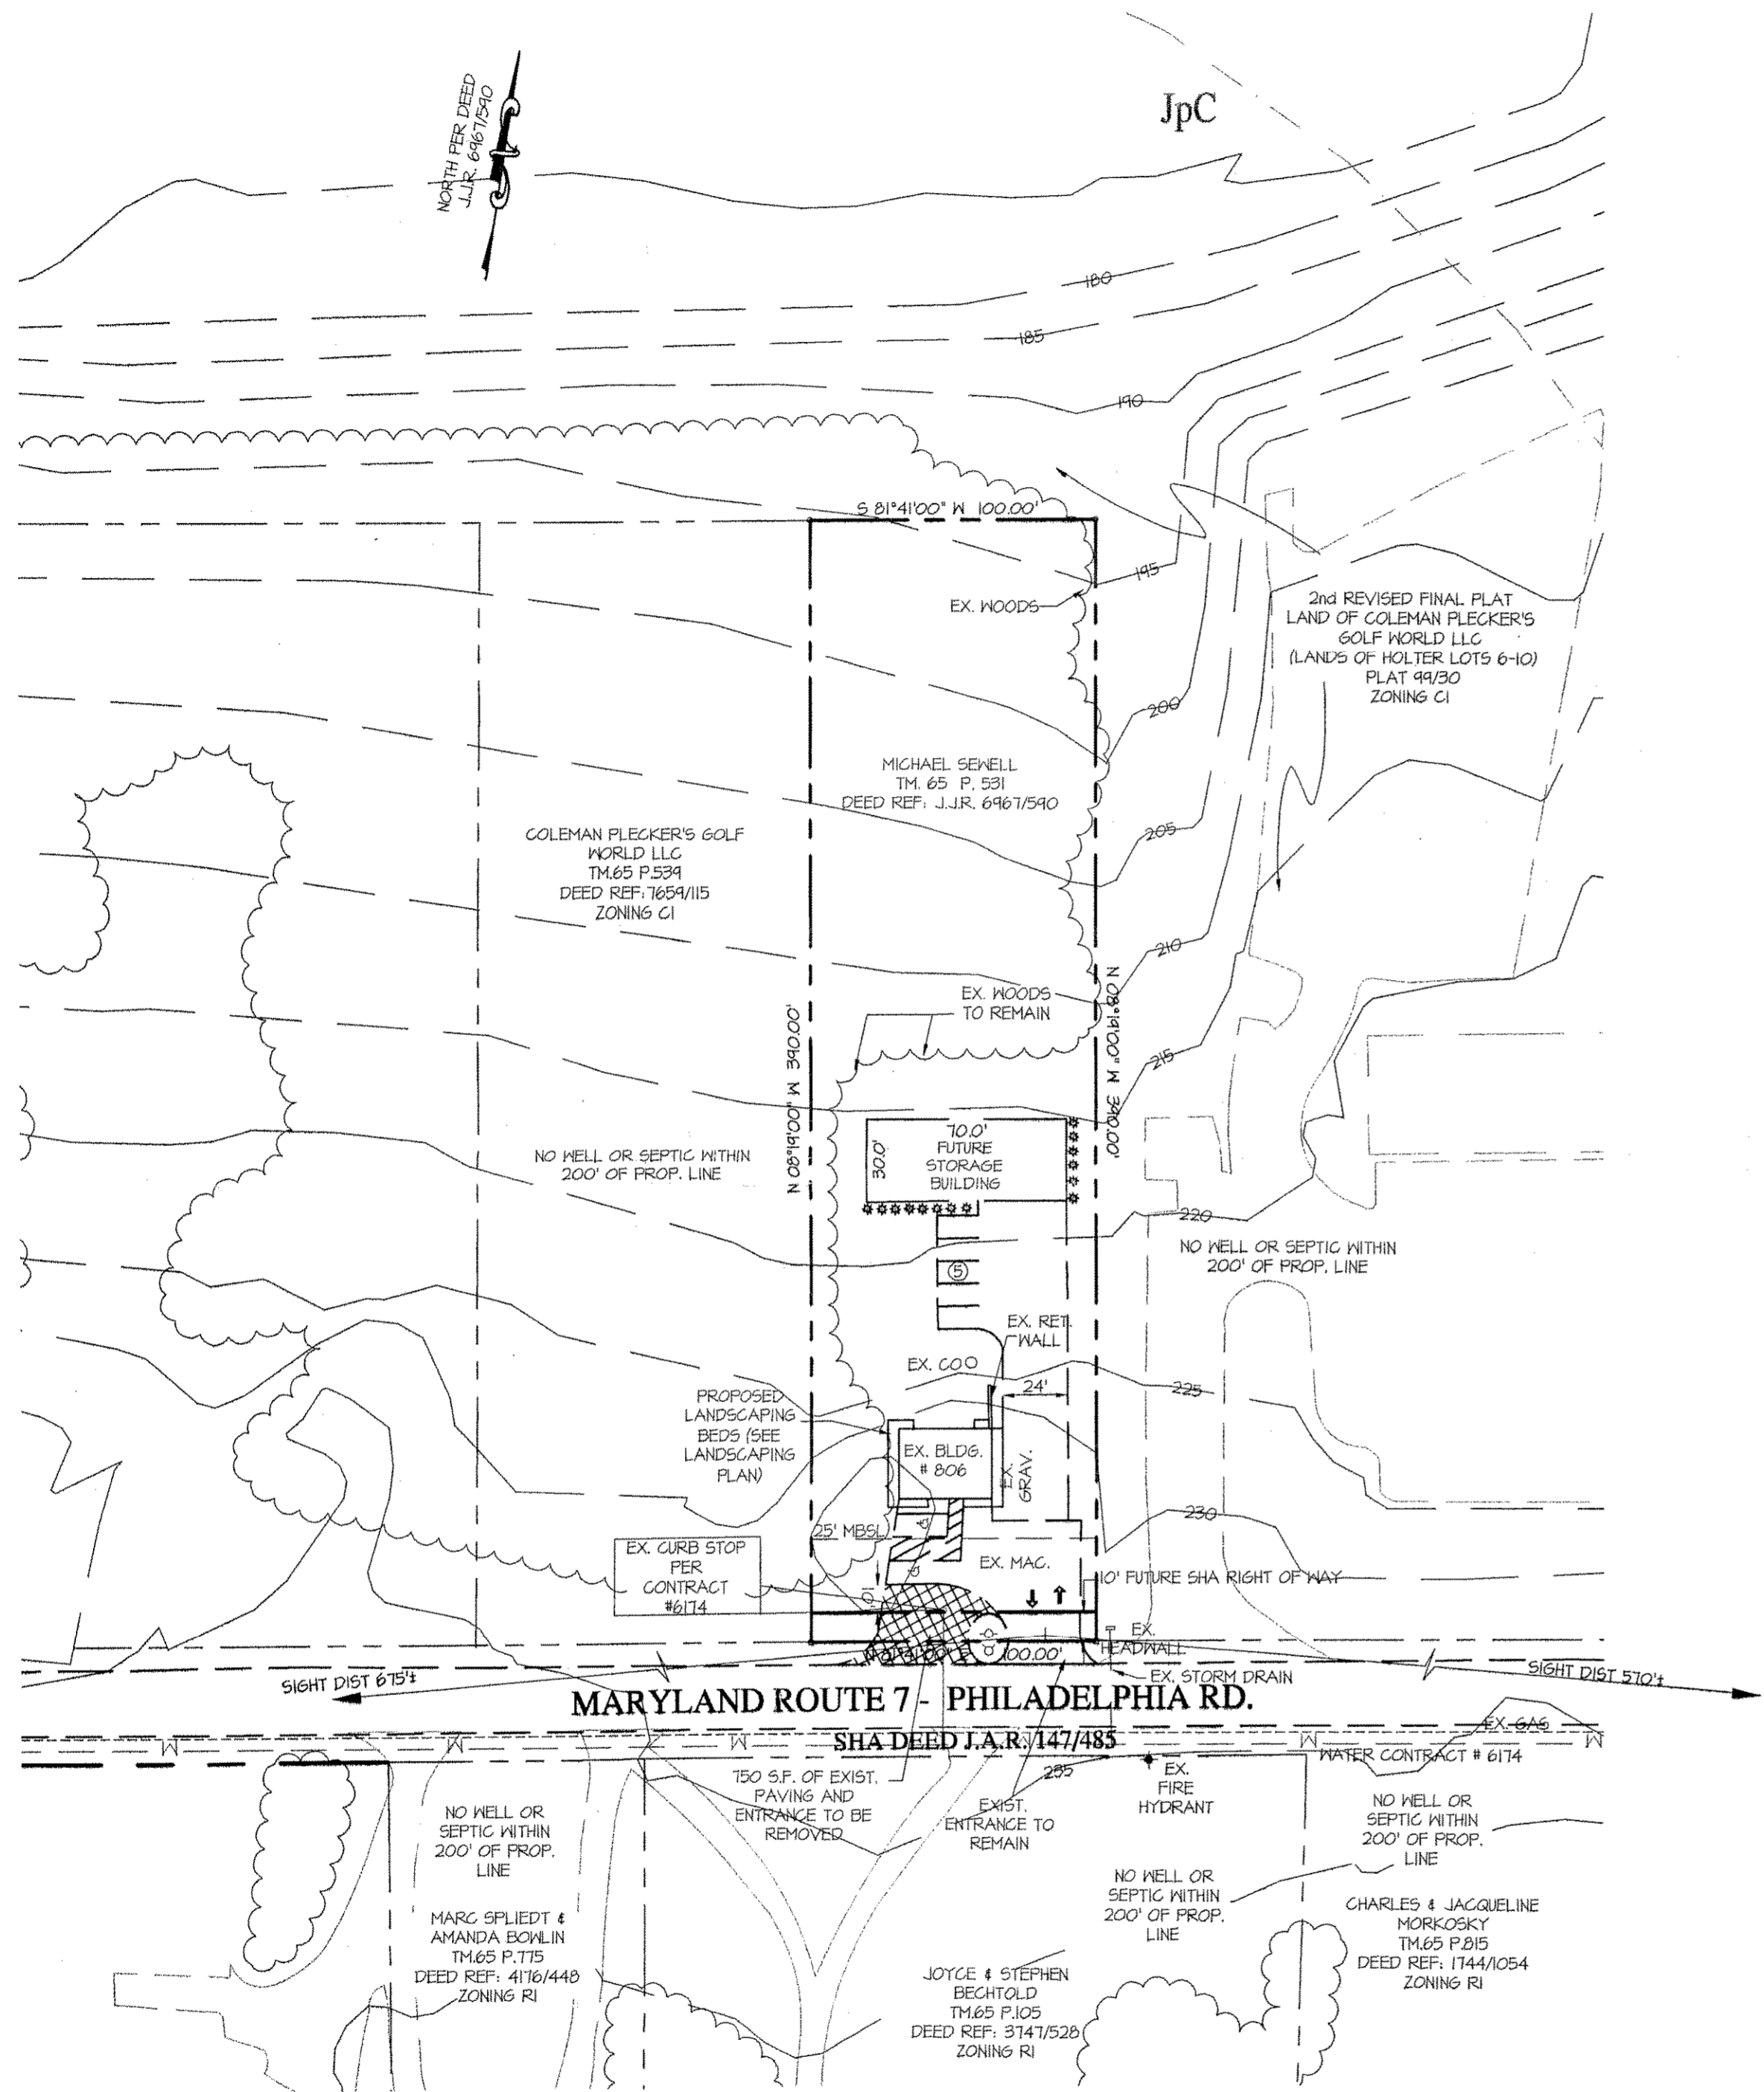 JpC
NORTH PER DEED
J.J.R. 6967/590
180
185
190
S 81°41'00" W 100.00'
195
EX. WOODS
2nd REVISED FINAL PLAT
LAND OF COLEMAN PLECKER'S
GOLF WORLD LLC
(LANDS OF HOLTER LOTS 6-10)
PLAT 99/30
ZONING C1
200
MICHAEL SEWELL
TM. 65 P. 531
DEED REF: J.J.R. 6967/590
205
COLEMAN PLECKER'S GOLF
WORLD LLC
TM.65 P.539
DEED REF: 7659/115
ZONING C1
210
EX. WOODS
TO REMAIN
N 08°19'00" W 390.00'
N 08°19'00" W 390.00'
215
70.0'
30.0'
FUTURE
STORAGE
BUILDING
NO WELL OR SEPTIC WITHIN
200' OF PROP. LINE
220
NO WELL OR SEPTIC WITHIN
200' OF PROP. LINE
5
EX. RET.
WALL
EX. CO
24'
225
PROPOSED
LANDSCAPING
BEDS (SEE
LANDSCAPING
PLAN)
EX. BLDG.
# 806
EX.
GRAV.
230
25' MBSL
EX. CURB STOP
PER
CONTRACT
#6174
EX. MAC.
10'
10' FUTURE SHA RIGHT OF WAY
EX.
HEADWALL
100.00'
EX. STORM DRAIN
SIGHT DIST 675'±
SIGHT DIST 570'±
MARYLAND ROUTE 7 - PHILADELPHIA RD.
EX. GAS
W W W W W
SHA DEED J.A.R. 147/485
WATER CONTRACT # 6174
235
750 S.F. OF EXIST.
PAVING AND
ENTRANCE TO BE
REMOVED
EXIST.
ENTRANCE TO
REMAIN
EX.
FIRE
HYDRANT
NO WELL OR
SEPTIC WITHIN
200' OF PROP.
LINE
NO WELL OR
SEPTIC WITHIN
200' OF PROP.
LINE
NO WELL OR
SEPTIC WITHIN
200' OF PROP.
LINE
MARC SPLIEDT &
AMANDA BOWLIN
TM.65 P.775
DEED REF: 4176/448
ZONING R1
JOYCE & STEPHEN
BECHTOLD
TM.65 P.105
DEED REF: 3747/528
ZONING R1
CHARLES & JACQUELINE
MORKOSKY
TM.65 P.815
DEED REF: 1744/1054
ZONING R1